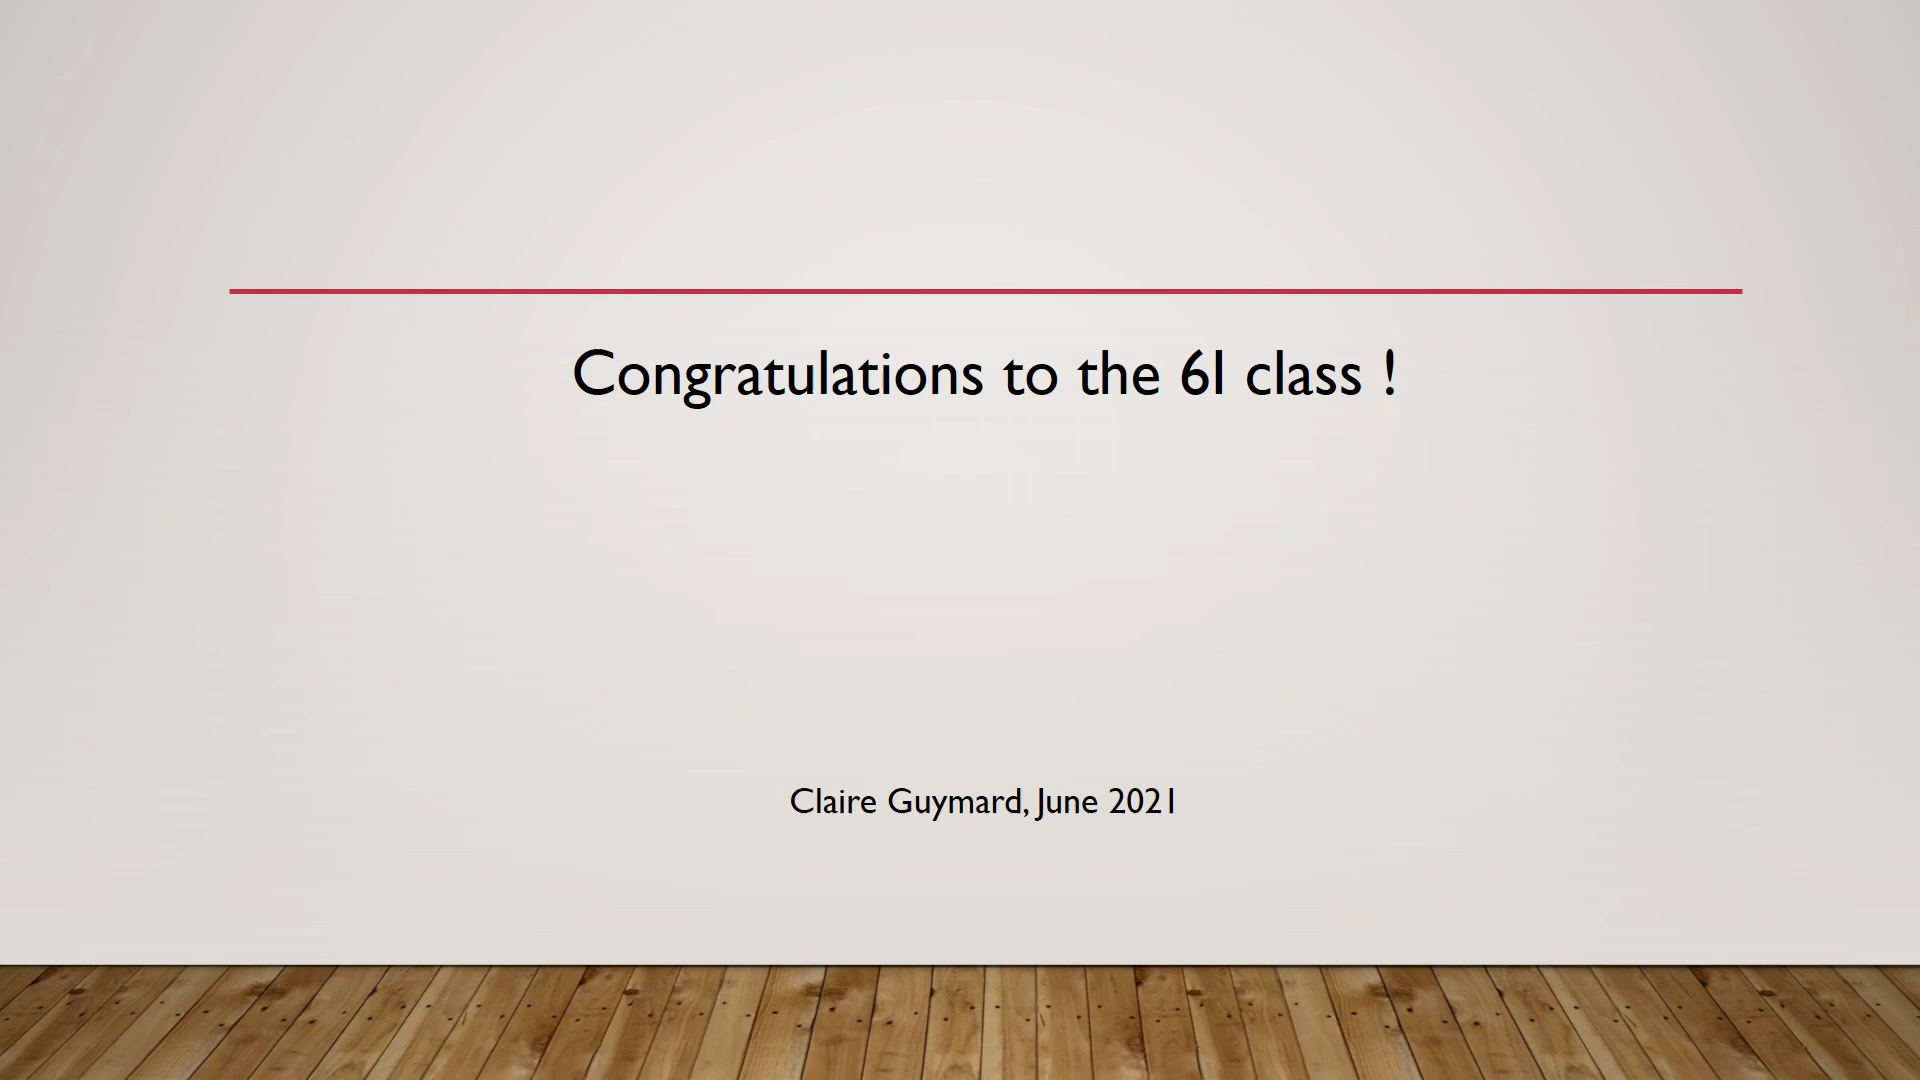 Congratulations to the 6I class !
Claire Guymard, June 2021